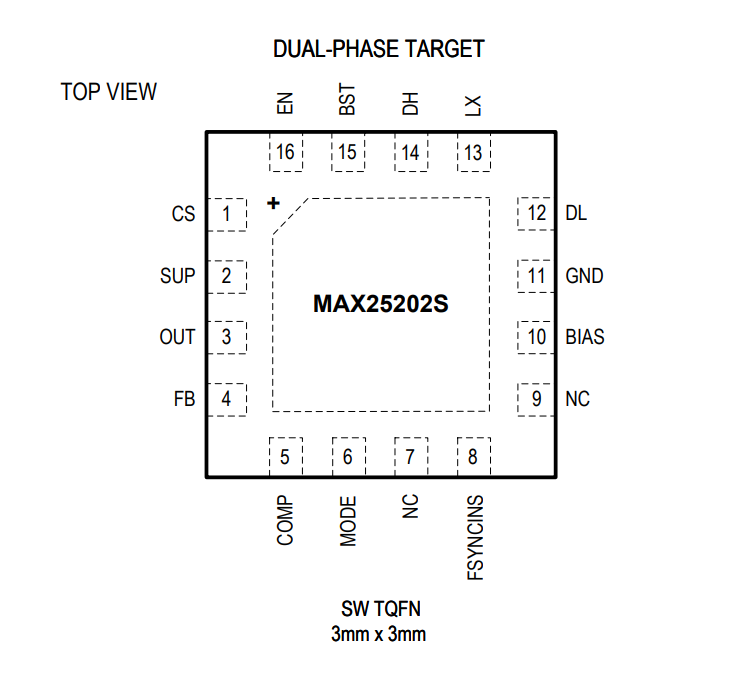 DUAL-PHASE TARGET
TOP VIEW
EN
BST
DH
LX
16
15
14
13
+
CS 1
12 DL
SUP 2
11 GND
MAX25202S
OUT 3
10 BIAS
FB 4
9 NC
5
6
7
8
COMP
MODE
NC
FSYNCINS
SW TQFN
3mm x 3mm